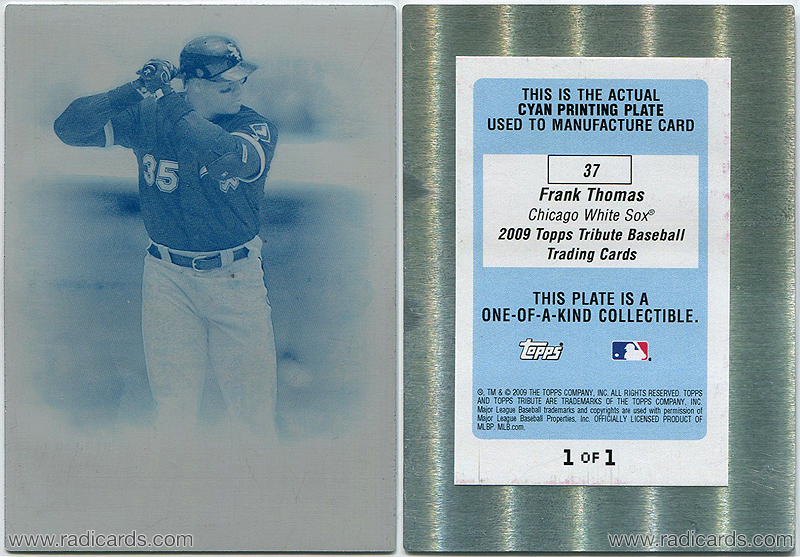 35
THIS IS THE ACTUAL
CYAN PRINTING PLATE
USED TO MANUFACTURE CARD
37
Frank Thomas
Chicago White Sox®
2009 Topps Tribute Baseball
Trading Cards
THIS PLATE IS A
ONE-OF-A-KIND COLLECTIBLE.
Topps®
®, TM & © 2009 THE TOPPS COMPANY, INC. ALL RIGHTS RESERVED. TOPPS
AND TOPPS TRIBUTE ARE TRADEMARKS OF THE TOPPS COMPANY, INC.
Major League Baseball trademarks and copyrights are used with permission of
Major League Baseball Properties, Inc. OFFICIALLY LICENSED PRODUCT OF
MLBP. MLB.com.
1 OF 1
www.radicards.com
www.radicards.com